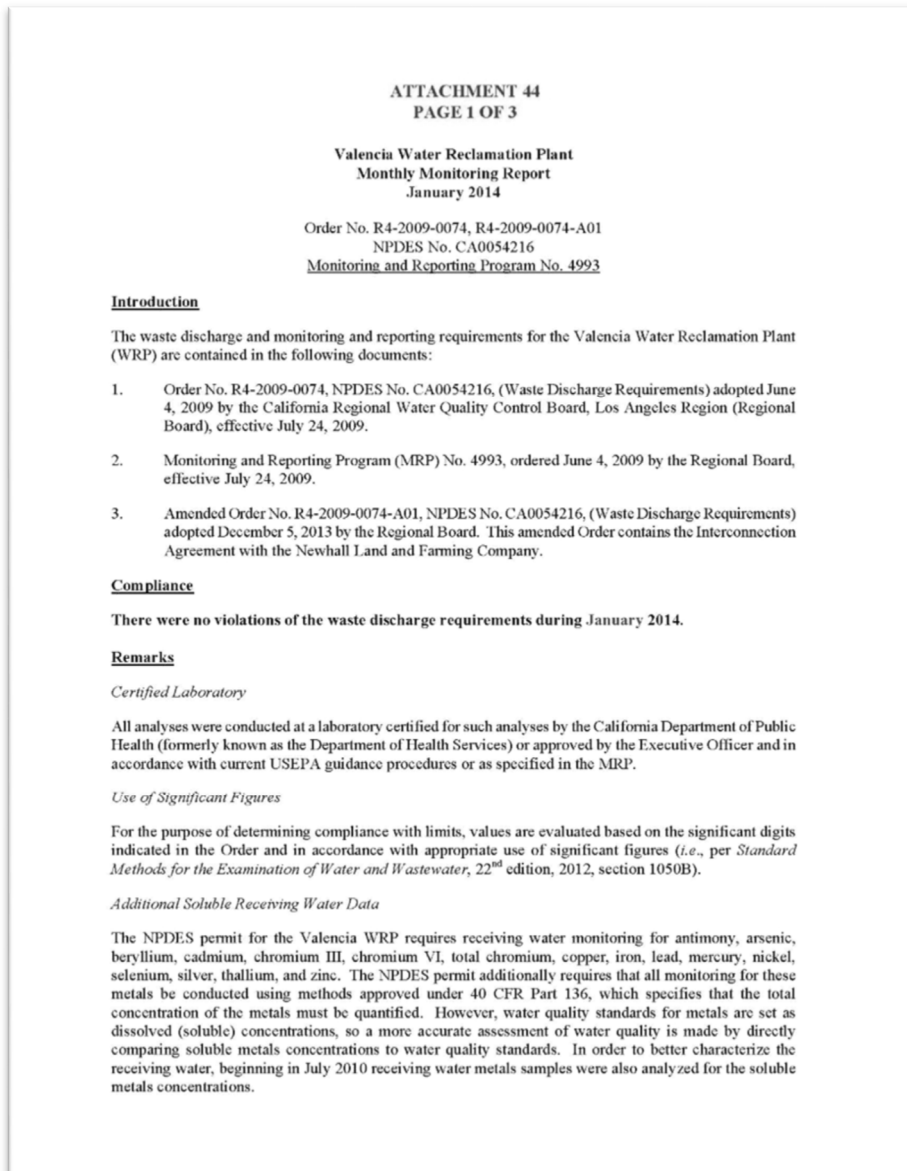 ATTACHMENT 44
PAGE 1 OF 3
Valencia Water Reclamation Plant
Monthly Monitoring Report
January 2014
Order No. R4-2009-0074, R4-2009-0074-A01
NPDES No. CA0054216
Monitoring and Reporting Program No. 4993
Introduction
The waste discharge and monitoring and reporting requirements for the Valencia Water Reclamation Plant
(WRP) are contained in the following documents:
1. Order No. R4-2009-0074, NPDES No. CA0054216, (Waste Discharge Requirements) adopted June
4, 2009 by the California Regional Water Quality Control Board, Los Angeles Region (Regional
Board), effective July 24, 2009.
2. Monitoring and Reporting Program (MRP) No. 4993, ordered June 4, 2009 by the Regional Board,
effective July 24, 2009.
3. Amended Order No. R4-2009-0074-A01, NPDES No. CA0054216, (Waste Discharge Requirements)
adopted December 5, 2013 by the Regional Board. This amended Order contains the Interconnection
Agreement with the Newhall Land and Farming Company.
Compliance
There were no violations of the waste discharge requirements during January 2014.
Remarks
Certified Laboratory
All analyses were conducted at a laboratory certified for such analyses by the California Department of Public
Health (formerly known as the Department of Health Services) or approved by the Executive Officer and in
accordance with current USEPA guidance procedures or as specified in the MRP.
Use of Significant Figures
For the purpose of determining compliance with limits, values are evaluated based on the significant digits
indicated in the Order and in accordance with appropriate use of significant figures (i.e., per Standard
Methods for the Examination of Water and Wastewater, 22nd edition, 2012, section 1050B).
Additional Soluble Receiving Water Data
The NPDES permit for the Valencia WRP requires receiving water monitoring for antimony, arsenic,
beryllium, cadmium, chromium III, chromium VI, total chromium, copper, iron, lead, mercury, nickel,
selenium, silver, thallium, and zinc. The NPDES permit additionally requires that all monitoring for these
metals be conducted using methods approved under 40 CFR Part 136, which specifies that the total
concentration of the metals must be quantified. However, water quality standards for metals are set as
dissolved (soluble) concentrations, so a more accurate assessment of water quality is made by directly
comparing soluble metals concentrations to water quality standards. In order to better characterize the
receiving water, beginning in July 2010 receiving water metals samples were also analyzed for the soluble
metals concentrations.